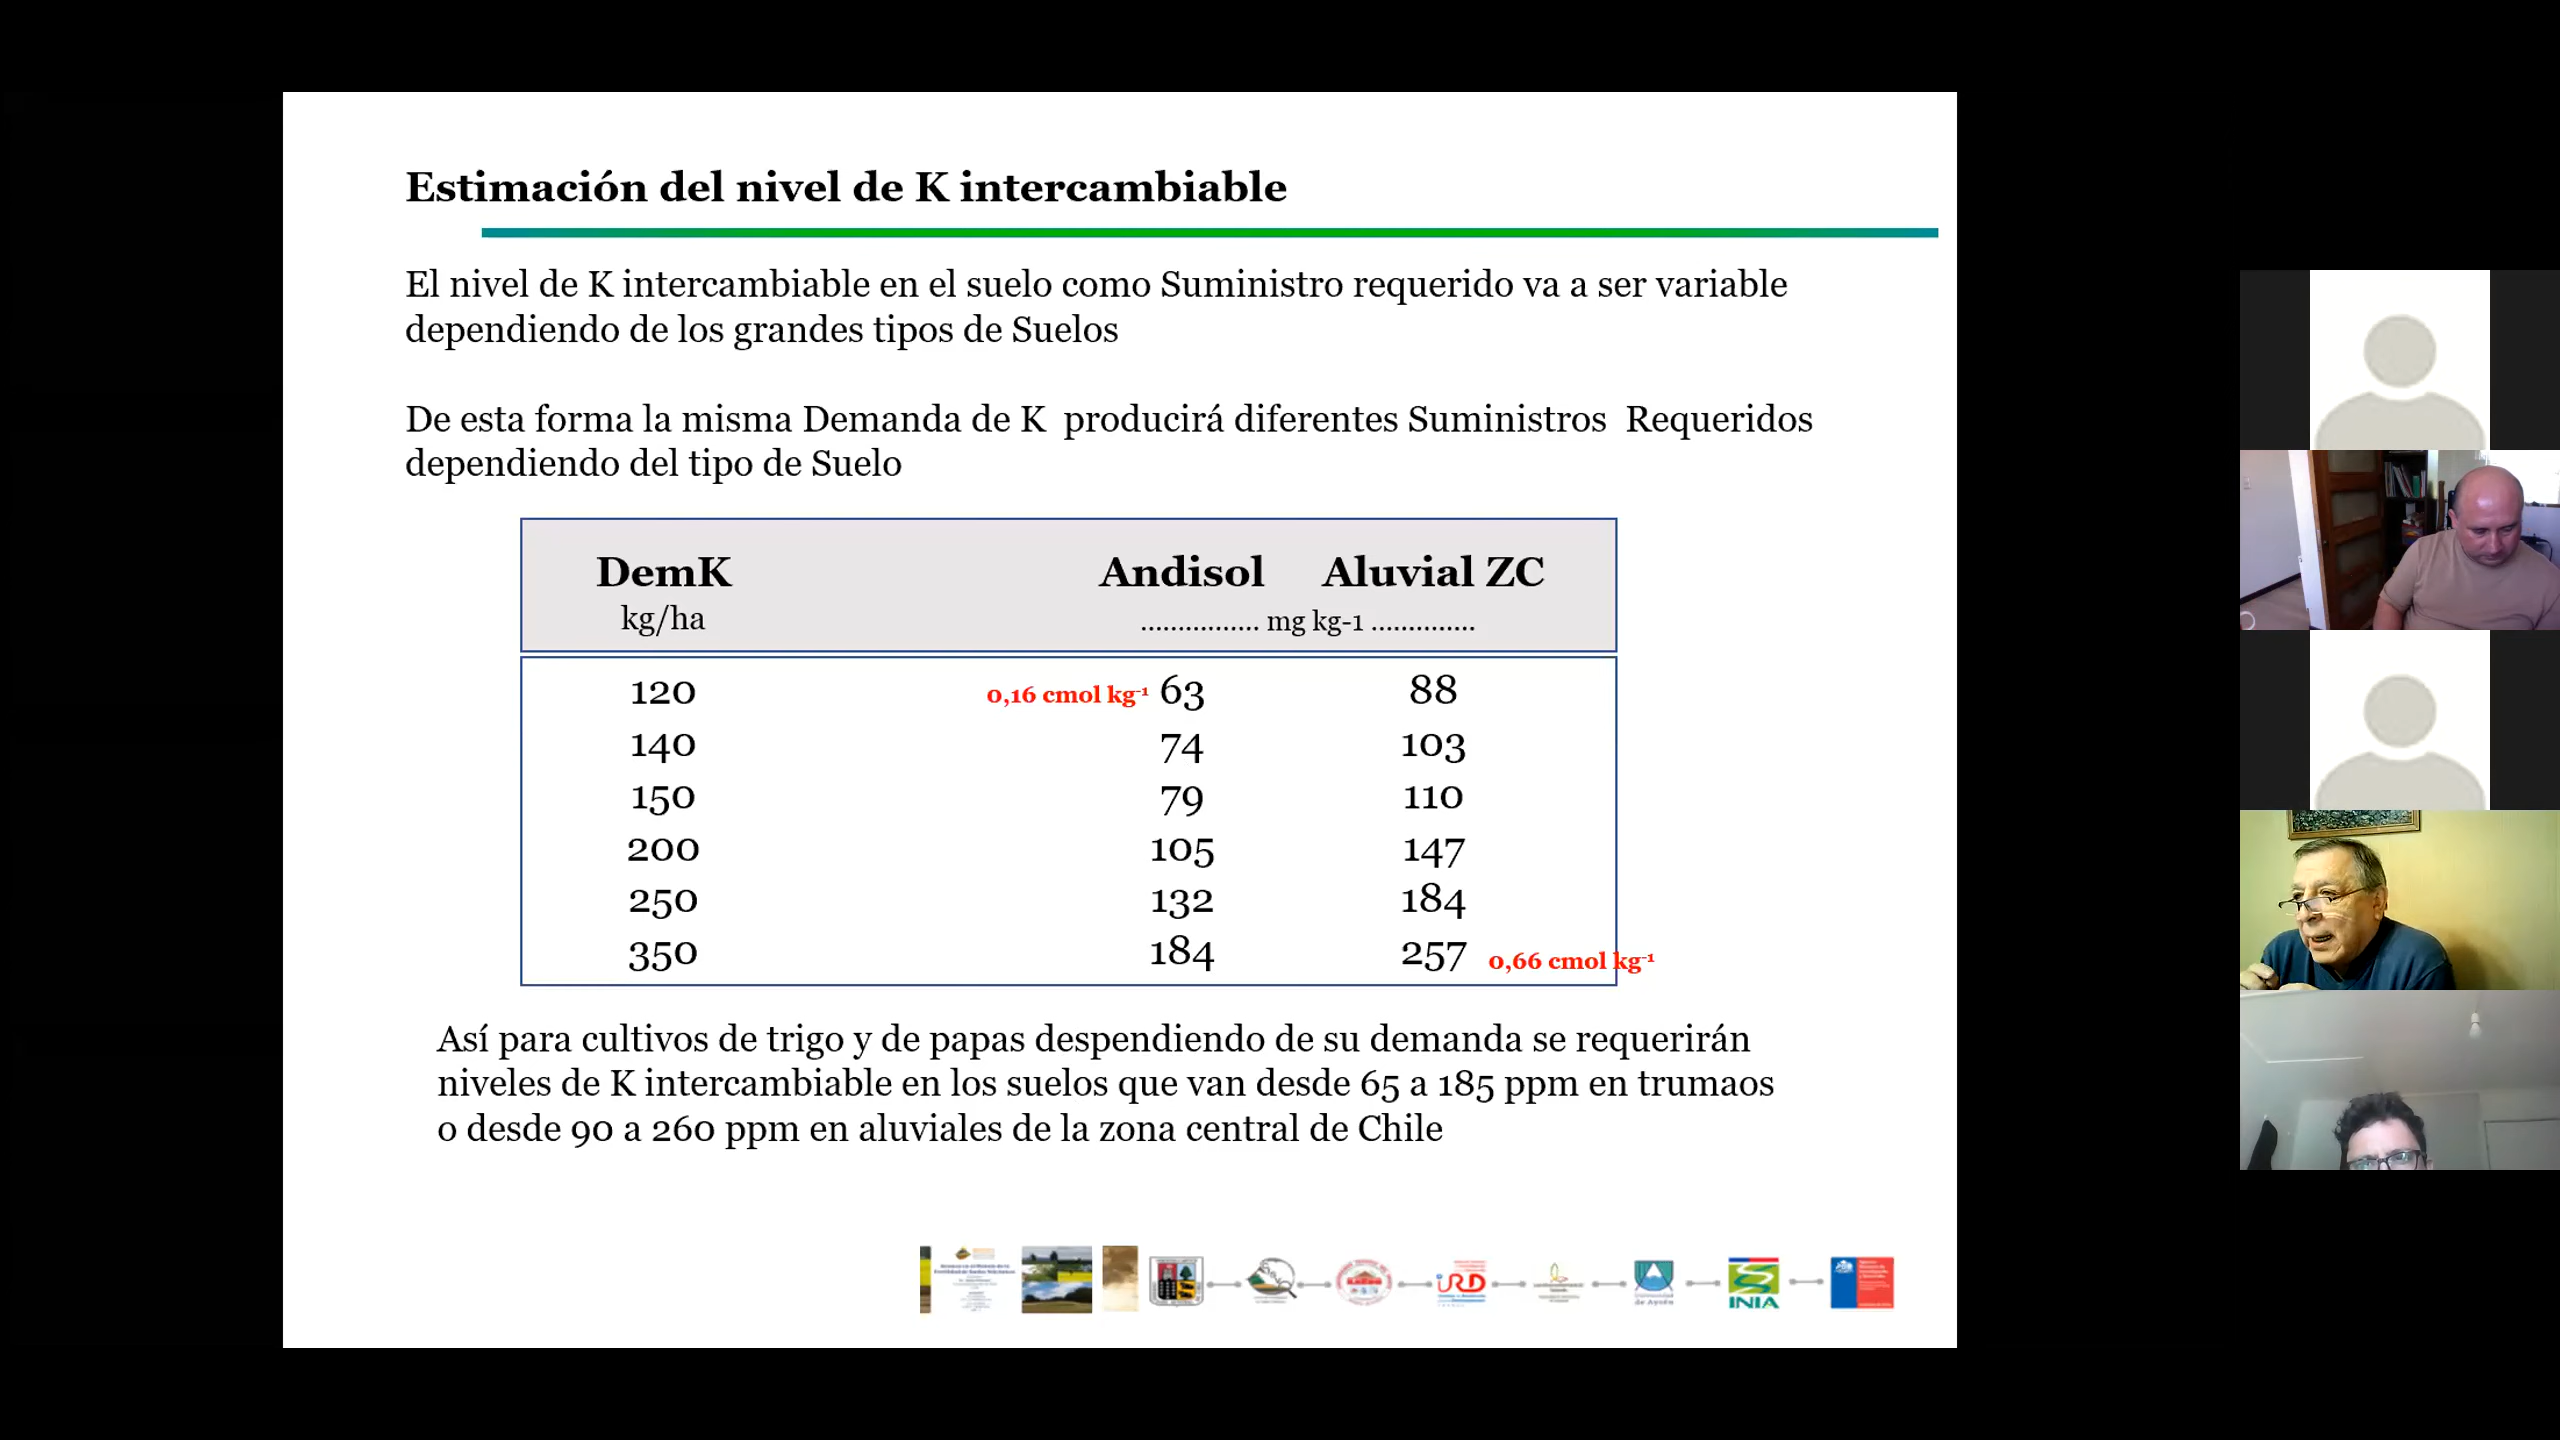 Estimación del nivel de K intercambiable
El nivel de K intercambiable en el suelo como Suministro requerido va a ser variable
dependiendo de los grandes tipos de Suelos
De esta forma la misma Demanda de K producirá diferentes Suministros Requeridos
dependiendo del tipo de Suelo
DemK Andisol Aluvial ZC
kg/ha ................ mg kg-1 ..............
120 0,16 cmol kg-1 63 88
140 74 103
150 79 110
200 105 147
250 132 184
350 184 257 0,66 cmol kg-1
Así para cultivos de trigo y de papas despendiendo de su demanda se requerirán
niveles de K intercambiable en los suelos que van desde 65 a 185 ppm en trumaos
o desde 90 a 260 ppm en aluviales de la zona central de Chile
iRD
INIA